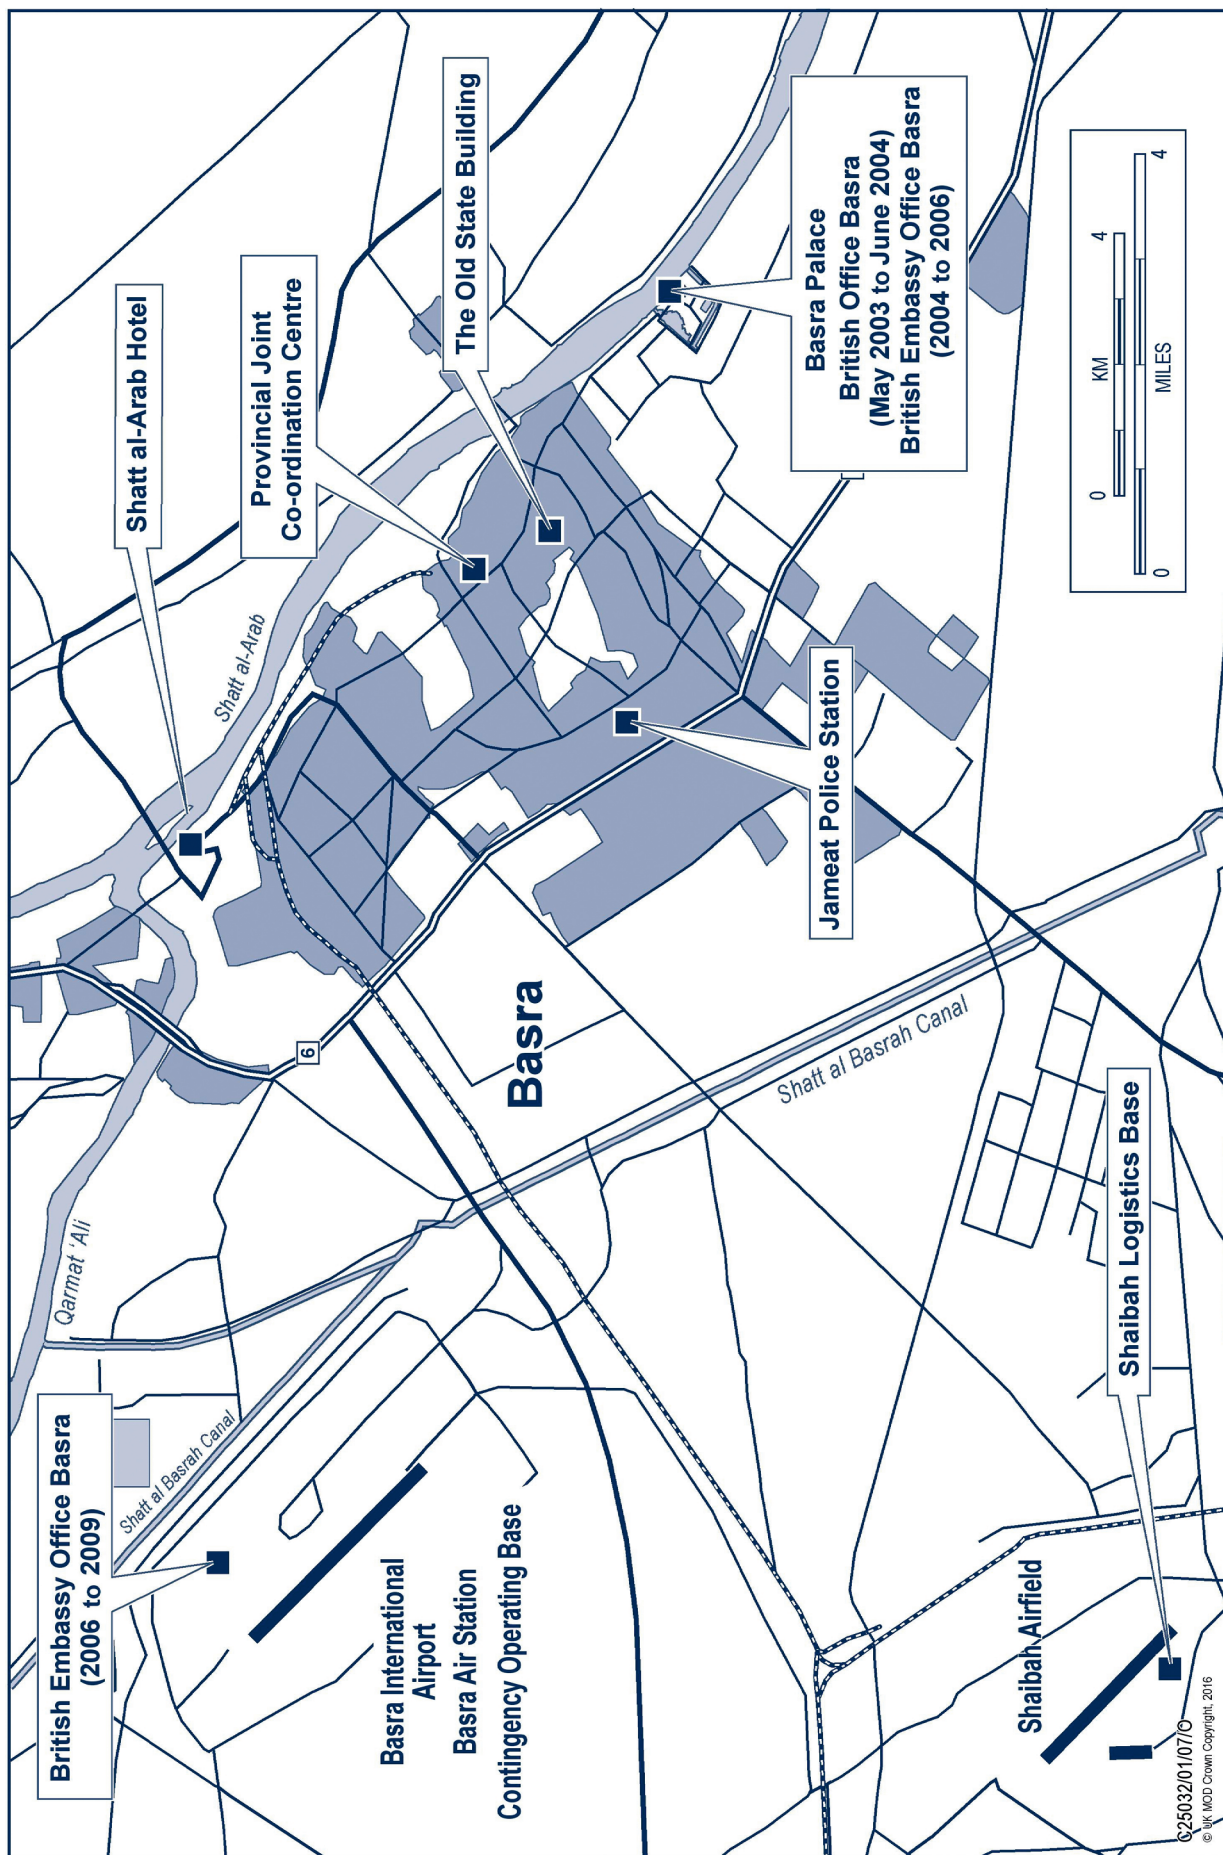 British Embassy Office Basra
(2006 to 2009)
Shatt al-Arab Hotel
Qarmat ‘Ali
Shatt al Basrah Canal
Shatt al-Arab
Provincial Joint
Co-ordination Centre
6
The Old State Building
Basra International
Airport
Basra Air Station
Contingency Operating Base
Basra
Jameat Police Station
Basra Palace
British Office Basra
(May 2003 to June 2004)
British Embassy Office Basra
(2004 to 2006)
Shatt al Basrah Canal
Shaibah Airfield
Shaibah Logistics Base
0
KM
4
0
MILES
4
C25032/01/07/O
© UK MOD Crown Copyright, 2016